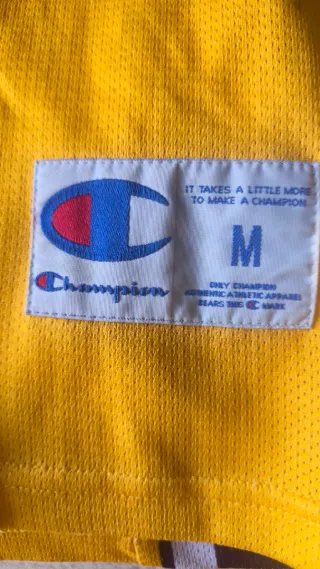 Champion
IT TAKES A LITTLE MORE
TO MAKE A CHAMPION
M
ONLY CHAMPION
AUTHENTIC ATHLETIC APPAREL
BEARS THIS C MARK